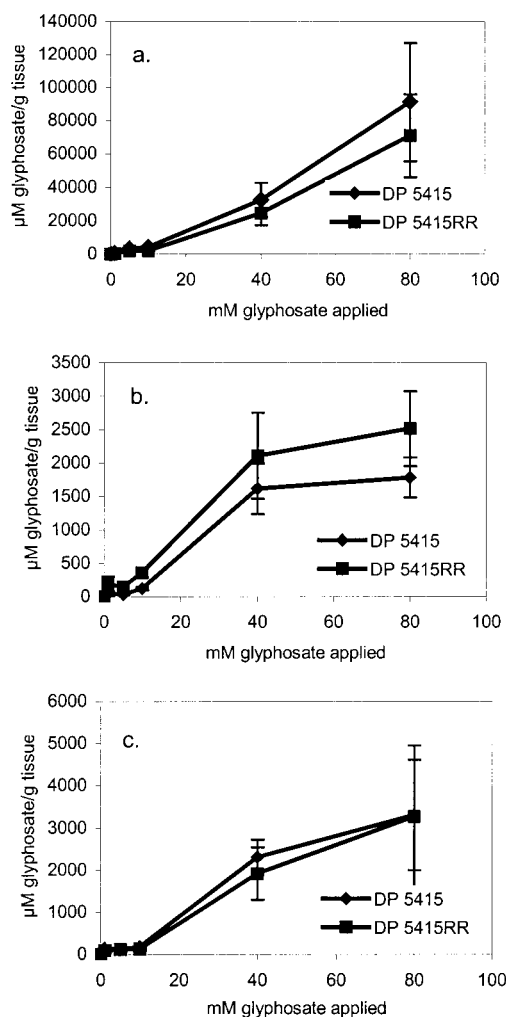 a.
µM glyphosate/g tissue
140000
120000
100000
80000
60000
40000
20000
0
DP 5415
DP 5415RR
0 20 40 60 80 100
mM glyphosate applied
b.
µM glyphosate/g tissue
3500
3000
2500
2000
1500
1000
500
0
DP 5415
DP 5415RR
0 20 40 60 80 100
mM glyphosate applied
c.
µM glyphosate/g tissue
6000
5000
4000
3000
2000
1000
0
DP 5415
DP 5415RR
0 20 40 60 80 100
mM glyphosate applied